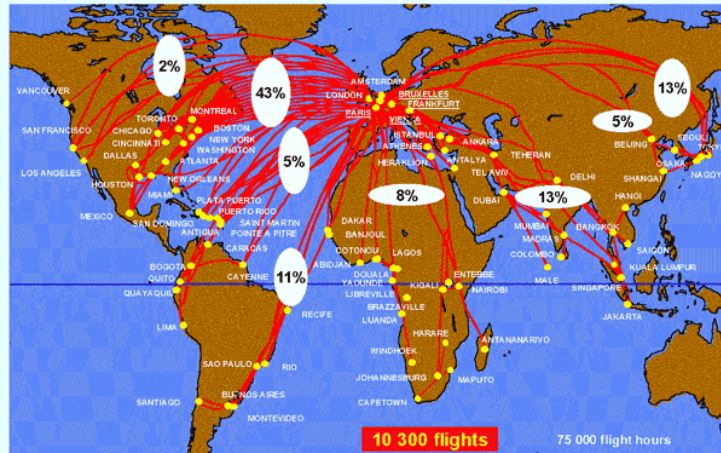 2%
43%
13%
5%
5%
8%
13%
11%
AMSTERDAM
LONDON
BRUXELLES
FRANKFURT
PARIS
VIENNA
VANCOUVER
MONTREAL
TORONTO
SAN FRANCISCO
CHICAGO
BOSTON
CINCINNATI
NEW YORK
WASHINGTON
DALLAS
ATLANTA
LOS ANGELES
HOUSTON
NEW ORLEANS
MIAMI
MEXICO
PLATA PUERTO
PUERTO RICO
SAN DOMINGO
SAINT MARTIN
POINTE A PITRE
ANTIGUA
CARACAS
BOGOTA
CAYENNE
QUITO
QUAYAQUIL
LIMA
RECIFE
SAO PAULO
RIO
SANTIAGO
BUENOS AIRES
MONTEVIDEO
ISTANBUL
ANKARA
HERAKLION
ANTALYA
TEL AVIV
TEHERAN
DUBAI
DELHI
BEIJING
SEOUL
OSAKA
SHANGAI
HANOI
MUMBAI
MADRAS
BANGKOK
COLOMBO
SAIGON
MALE
KUALA LUMPUR
SINGAPORE
JAKARTA
DAKAR
BANJOUL
COTONOU
ABIDJAN
LAGOS
DOUALA
YAOUNDE
LIBREVILLE
KIGALI
ENTEBBE
NAIROBI
BRAZZAVILLE
LUANDA
HARARE
ANTANANARIVO
WINDHOEK
JOHANNESBURG
MAPUTO
CAPETOWN
10 300 flights
75 000 flight hours